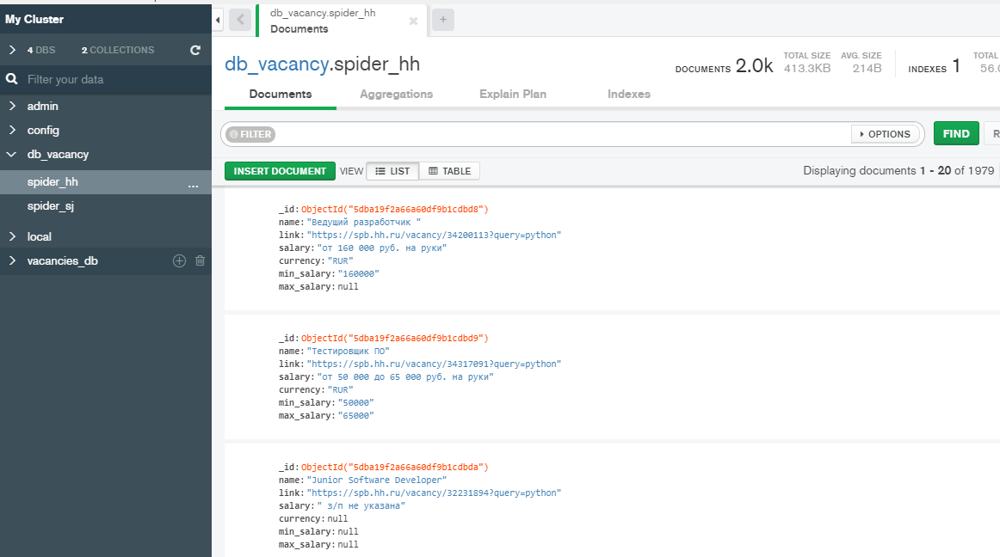 My Cluster
4 DBS 2 COLLECTIONS
Filter your data
admin
config
db_vacancy
spider_hh ...
spider_sj
local
vacancies_db
db_vacancy.spider_hh
Documents
+
db_vacancy.spider_hh
DOCUMENTS 2.0k TOTAL SIZE 413.3KB AVG. SIZE 214B INDEXES 1 TOTAL 56.0
Documents Aggregations Explain Plan Indexes
FILTER OPTIONS FIND R
INSERT DOCUMENT VIEW LIST TABLE Displaying documents 1 - 20 of 1979
_id: ObjectId("5dba19f2a66a60df9b1cdbd8")
name: "Ведущий разработчик "
link: "https://spb.hh.ru/vacancy/34200113?query=python"
salary: "от 160 000 руб. на руки"
currency: "RUR"
min_salary: "160000"
max_salary: null
_id: ObjectId("5dba19f2a66a60df9b1cdbd9")
name: "Тестировщик ПО"
link: "https://spb.hh.ru/vacancy/34317091?query=python"
salary: "от 50 000 до 65 000 руб. на руки"
currency: "RUR"
min_salary: "50000"
max_salary: "65000"
_id: ObjectId("5dba19f2a66a60df9b1cdbda")
name: "Junior Software Developer"
link: "https://spb.hh.ru/vacancy/32231894?query=python"
salary: " з/п не указана"
currency: null
min_salary: null
max_salary: null